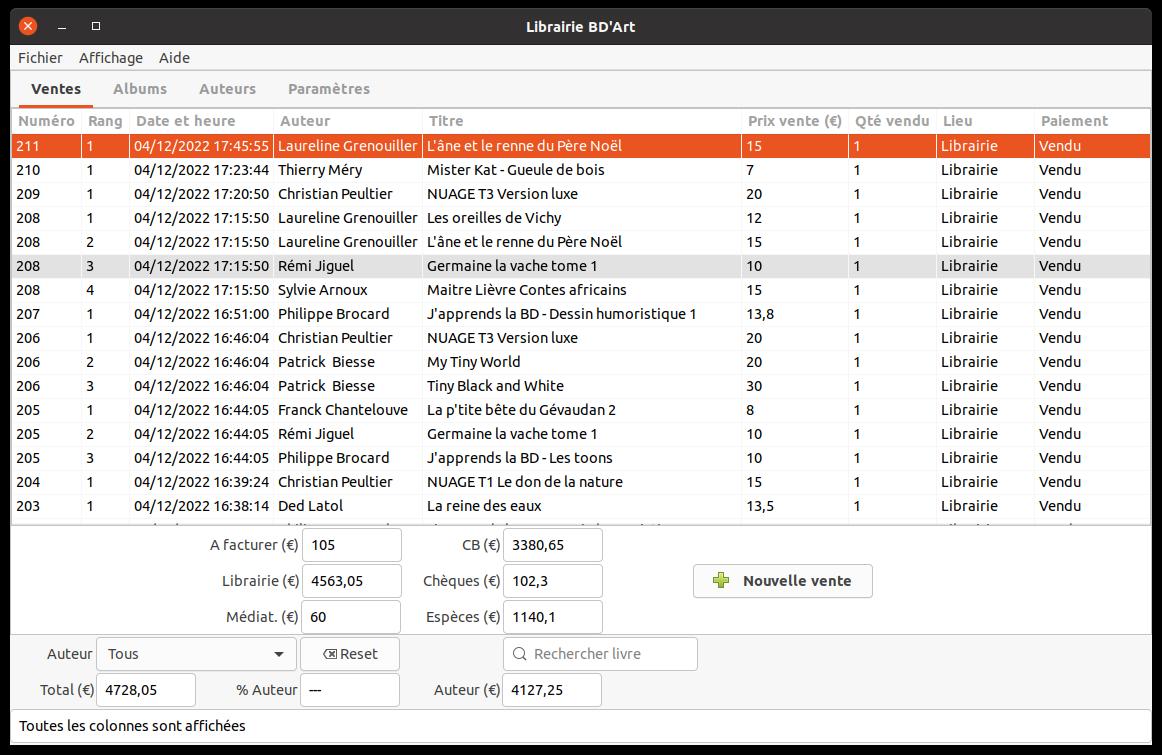 Librairie BD'Art
Fichier Affichage Aide
Ventes Albums Auteurs Paramètres
Numéro Rang Date et heure Auteur Titre Prix vente (€) Qté vendu Lieu Paiement
211 1 04/12/2022 17:45:55 Laureline Grenouiller L'âne et le renne du Père Noël 15 1 Librairie Vendu
210 1 04/12/2022 17:23:44 Thierry Méry Mister Kat - Gueule de bois 7 1 Librairie Vendu
209 1 04/12/2022 17:20:50 Christian Peultier NUAGE T3 Version luxe 20 1 Librairie Vendu
208 1 04/12/2022 17:15:50 Laureline Grenouiller Les oreilles de Vichy 12 1 Librairie Vendu
208 2 04/12/2022 17:15:50 Laureline Grenouiller L'âne et le renne du Père Noël 15 1 Librairie Vendu
208 3 04/12/2022 17:15:50 Rémi Jiguel Germaine la vache tome 1 10 1 Librairie Vendu
208 4 04/12/2022 17:15:50 Sylvie Arnoux Maitre Lièvre Contes africains 15 1 Librairie Vendu
207 1 04/12/2022 16:51:00 Philippe Brocard J'apprends la BD - Dessin humoristique 1 13,8 1 Librairie Vendu
206 1 04/12/2022 16:46:04 Christian Peultier NUAGE T3 Version luxe 20 1 Librairie Vendu
206 2 04/12/2022 16:46:04 Patrick  Biesse My Tiny World 20 1 Librairie Vendu
206 3 04/12/2022 16:46:04 Patrick  Biesse Tiny Black and White 30 1 Librairie Vendu
205 1 04/12/2022 16:44:05 Franck Chantelouve La p'tite bête du Gévaudan 2 8 1 Librairie Vendu
205 2 04/12/2022 16:44:05 Rémi Jiguel Germaine la vache tome 1 10 1 Librairie Vendu
205 3 04/12/2022 16:44:05 Philippe Brocard J'apprends la BD - Les toons 10 1 Librairie Vendu
204 1 04/12/2022 16:39:24 Christian Peultier NUAGE T1 Le don de la nature 15 1 Librairie Vendu
203 1 04/12/2022 16:38:14 Ded Latol La reine des eaux 13,5 1 Librairie Vendu
A facturer (€) 105 CB (€) 3380,65
Librairie (€) 4563,05 Chèques (€) 102,3 Nouvelle vente
Médiat. (€) 60 Espèces (€) 1140,1
Auteur Tous Reset Rechercher livre
Total (€) 4728,05 % Auteur --- Auteur (€) 4127,25
Toutes les colonnes sont affichées